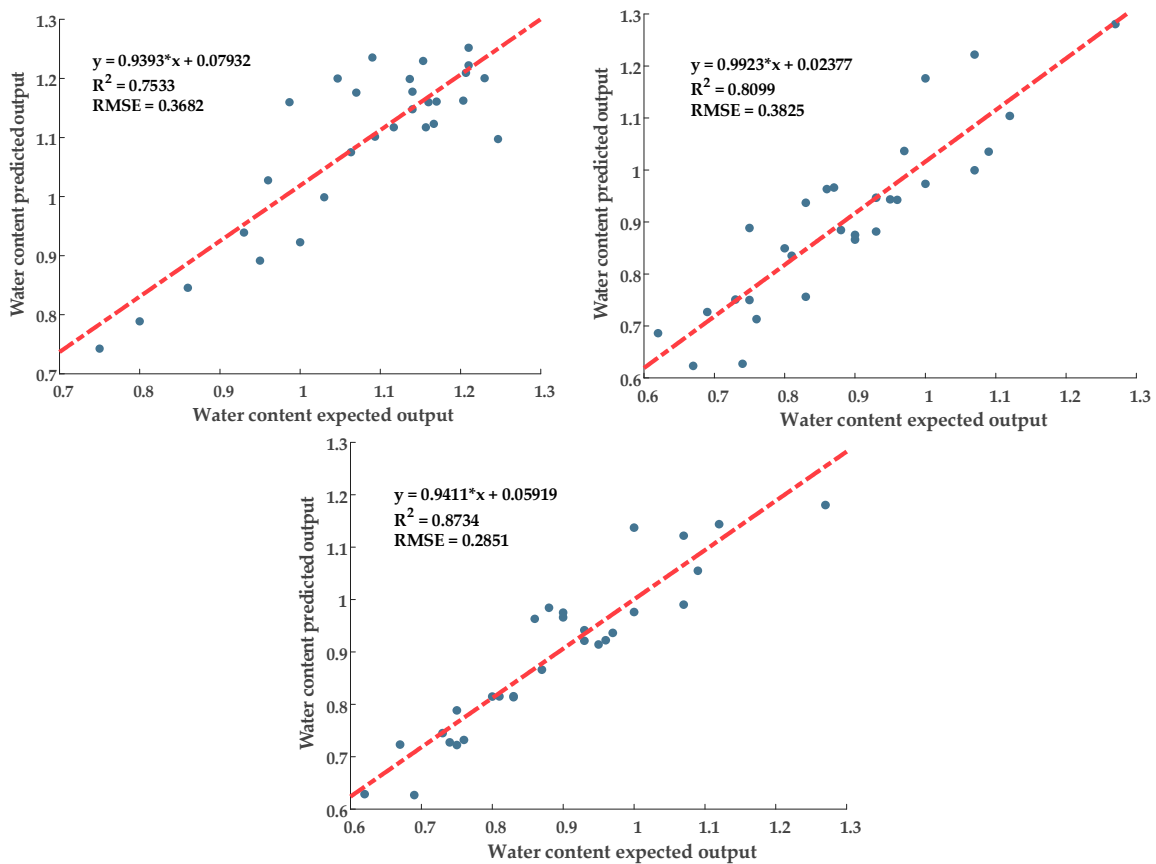 y = 0.9393*x + 0.07932
R² = 0.7533
RMSE = 0.3682
Water content predicted output
1.3
1.2
1.1
1
0.9
0.8
0.7
0.7 0.8 0.9 1 1.1 1.2 1.3
Water content expected output
y = 0.9923*x + 0.02377
R² = 0.8099
RMSE = 0.3825
Water content predicted output
1.3
1.2
1.1
1
0.9
0.8
0.7
0.6
0.6 0.7 0.8 0.9 1 1.1 1.2 1.3
Water content expected output
y = 0.9411*x + 0.05919
R² = 0.8734
RMSE = 0.2851
Water content predicted output
1.3
1.2
1.1
1
0.9
0.8
0.7
0.6
0.6 0.7 0.8 0.9 1 1.1 1.2 1.3
Water content expected output